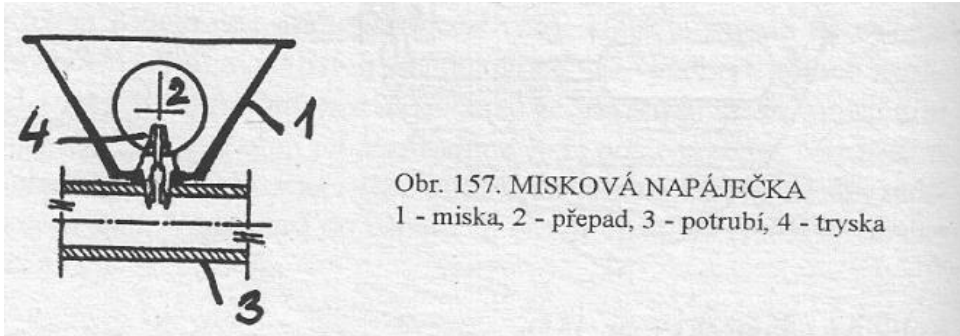 2
1
4
Obr. 157. MISKOVÁ NAPÁJEČKA
1 - miska, 2 - přepad, 3 - potrubí, 4 - tryska
3